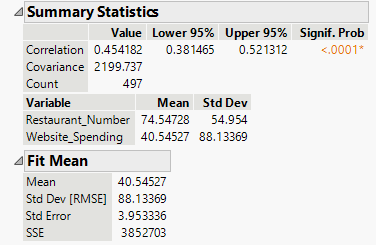 Summary Statistics
Value Lower 95% Upper 95% Signif. Prob
Correlation 0.454182 0.381465 0.521312 <.0001*
Covariance 2199.737
Count 497
Variable Mean Std Dev
Restaurant_Number 74.54728 54.954
Website_Spending 40.54527 88.13369
Fit Mean
Mean 40.54527
Std Dev [RMSE] 88.13369
Std Error 3.953336
SSE 3852703